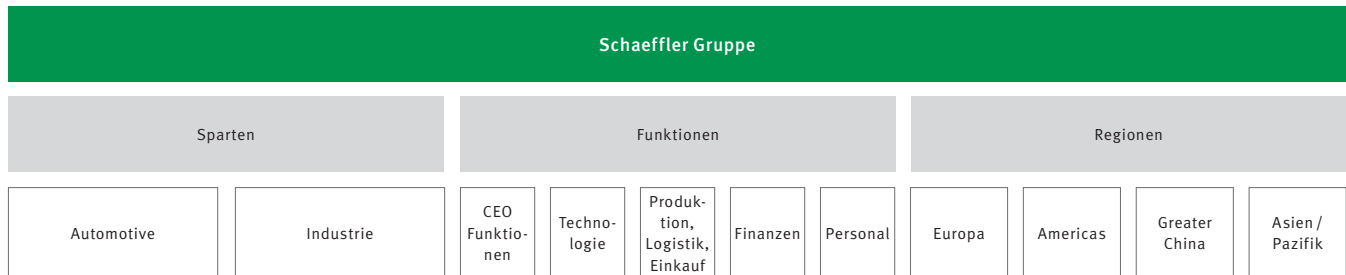 Schaeffler Gruppe
Sparten
Funktionen
Regionen
Automotive
Industrie
CEO
Funktio-
nen
Techno-
logie
Produk-
tion,
Logistik,
Einkauf
Finanzen
Personal
Europa
Americas
Greater
China
Asien /
Pazifik